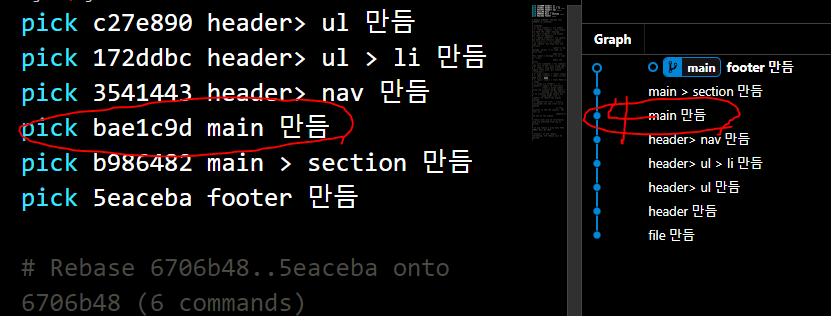 pick c27e890 header> ul 만듬
pick 172ddbc header> ul > li 만듬
pick 3541443 header> nav 만듬
pick bae1c9d main 만듬
pick b986482 main > section 만듬
pick 5eaceba footer 만듬
# Rebase 6706b48..5eaceba onto
6706b48 (6 commands)
Graph
main footer 만듬
main > section 만듬
main 만듬
header> nav 만듬
header> ul > li 만듬
header> ul 만듬
header 만듬
file 만듬